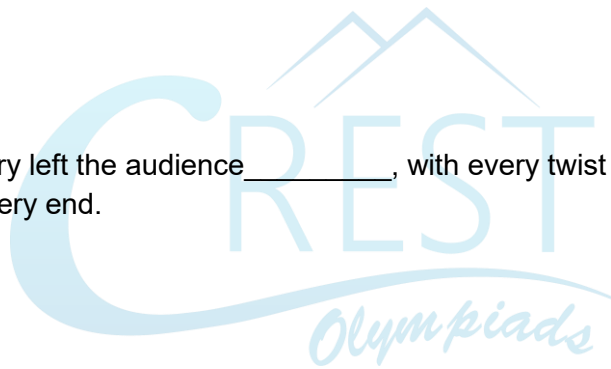 ry left the audience_________, with every twist
ery end.
CREST
Olympiads